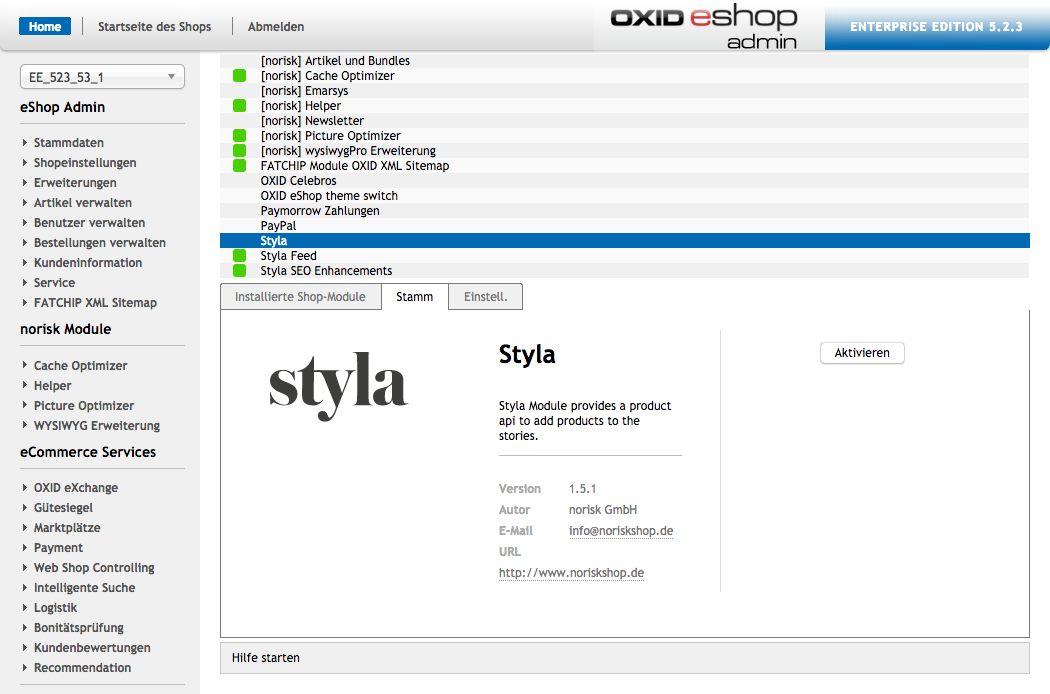 Home
Startseite des Shops
Abmelden
OXID eshop
admin
ENTERPRISE EDITION 5.2.3
EE_523_53_1
eShop Admin
Stammdaten
Shopeinstellungen
Erweiterungen
Artikel verwalten
Benutzer verwalten
Bestellungen verwalten
Kundeninformation
Service
FATCHIP XML Sitemap
norisk Module
Cache Optimizer
Helper
Picture Optimizer
WYSIWYG Erweiterung
eCommerce Services
OXID eXchange
Gütesiegel
Marktplätze
Payment
Web Shop Controlling
Intelligente Suche
Logistik
Bonitätsprüfung
Kundenbewertungen
Recommendation
[norisk] Artikel und Bundles
[norisk] Cache Optimizer
[norisk] Emarsys
[norisk] Helper
[norisk] Newsletter
[norisk] Picture Optimizer
[norisk] wysiwygPro Erweiterung
FATCHIP Module OXID XML Sitemap
OXID Celebros
OXID eShop theme switch
Paymorrow Zahlungen
PayPal
Styla
Styla Feed
Styla SEO Enhancements
Installierte Shop-Module
Stamm
Einstell.
styla
Styla
Styla Module provides a product
api to add products to the
stories.
Version 1.5.1
Autor norisk GmbH
E-Mail info@noriskshop.de
URL
http://www.noriskshop.de
Aktivieren
Hilfe starten